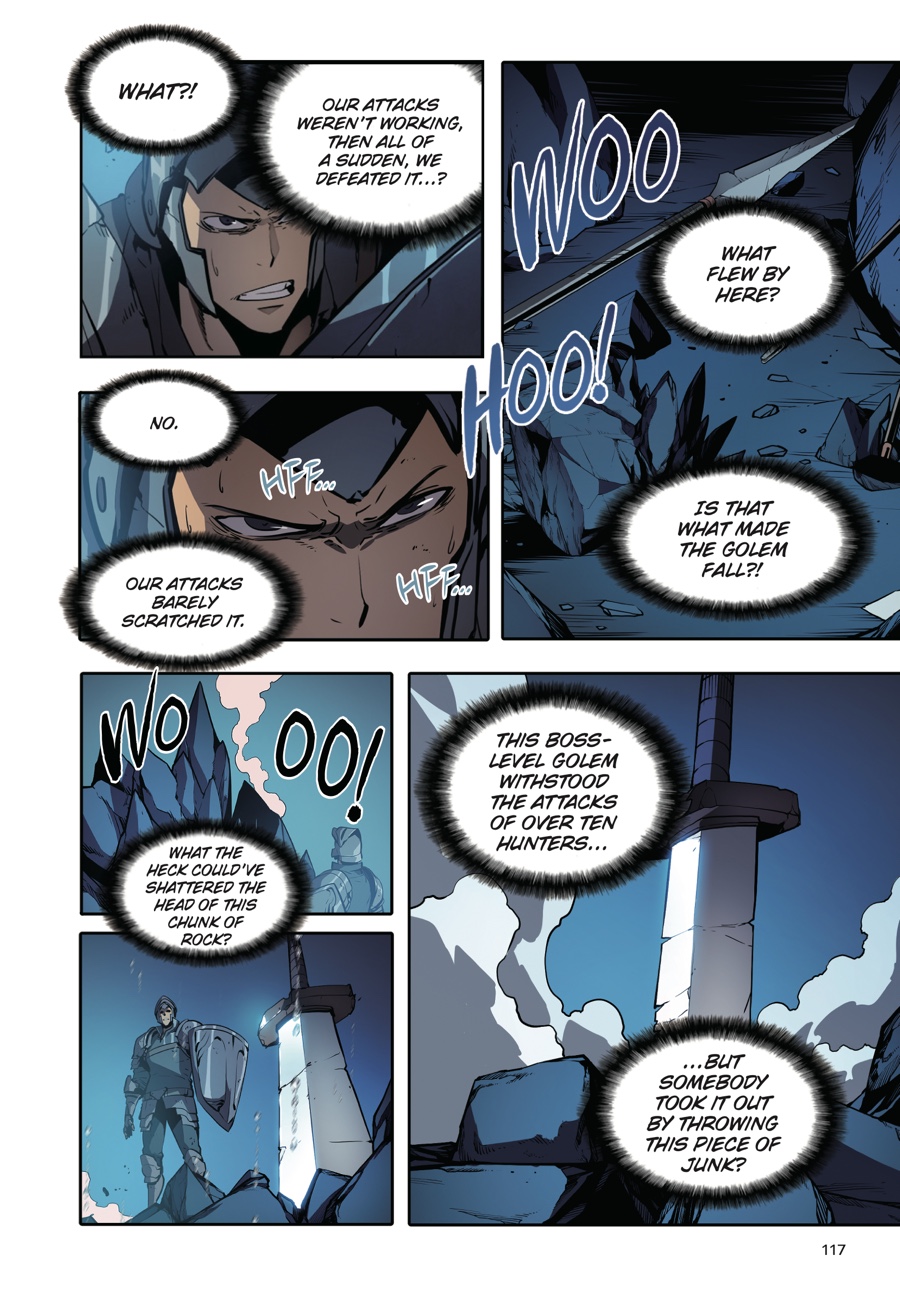 WHAT?!
OUR ATTACKS
WEREN'T WORKING,
THEN ALL OF
A SUDDEN, WE
DEFEATED IT...?
WOO
HOO!
WHAT
FLEW BY
HERE?
IS THAT
WHAT MADE
THE GOLEM
FALL?!
NO.
HFF...
HFF...
OUR ATTACKS
BARELY
SCRATCHED IT.
WO
OO!
WHAT THE
HECK COULD'VE
SHATTERED THE
HEAD OF THIS
CHUNK OF
ROCK?
THIS BOSS-
LEVEL GOLEM
WITHSTOOD
THE ATTACKS
OF OVER TEN
HUNTERS...
...BUT
SOMEBODY
TOOK IT OUT
BY THROWING
THIS PIECE OF
JUNK?
117